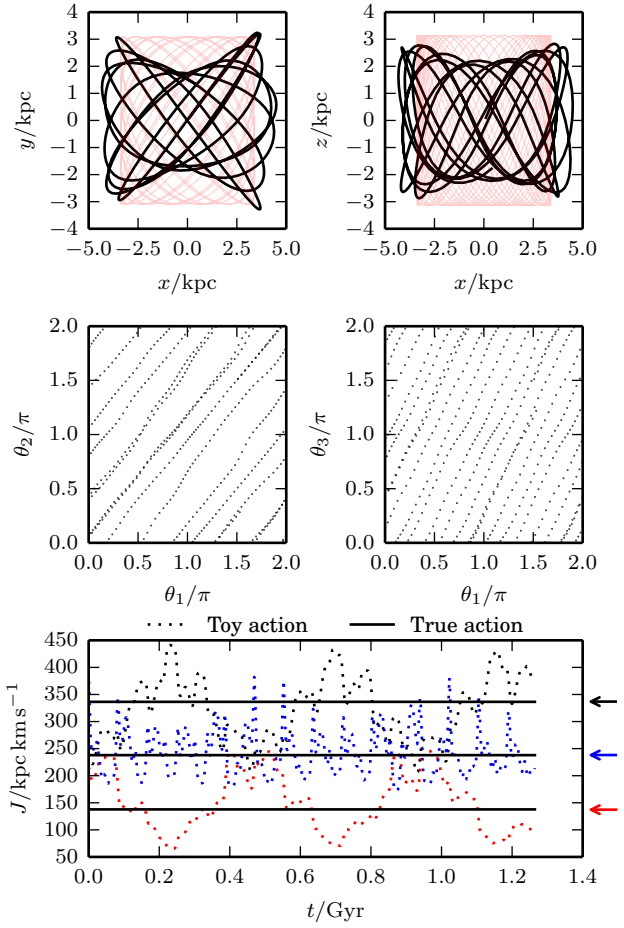 4
3
2
1
0
−1
−2
−3
−4
y/kpc
−5.0 −2.5 0.0 2.5 5.0
x/kpc
4
3
2
1
0
−1
−2
−3
−4
z/kpc
−5.0 −2.5 0.0 2.5 5.0
x/kpc
2.0
1.5
1.0
0.5
0.0
θ₂/π
0.0 0.5 1.0 1.5 2.0
θ₁/π
2.0
1.5
1.0
0.5
0.0
θ₃/π
0.0 0.5 1.0 1.5 2.0
θ₁/π
Toy action True action
450
400
350
300
250
200
150
100
50
J/kpc km s⁻¹
0.0 0.2 0.4 0.6 0.8 1.0 1.2 1.4
t/Gyr